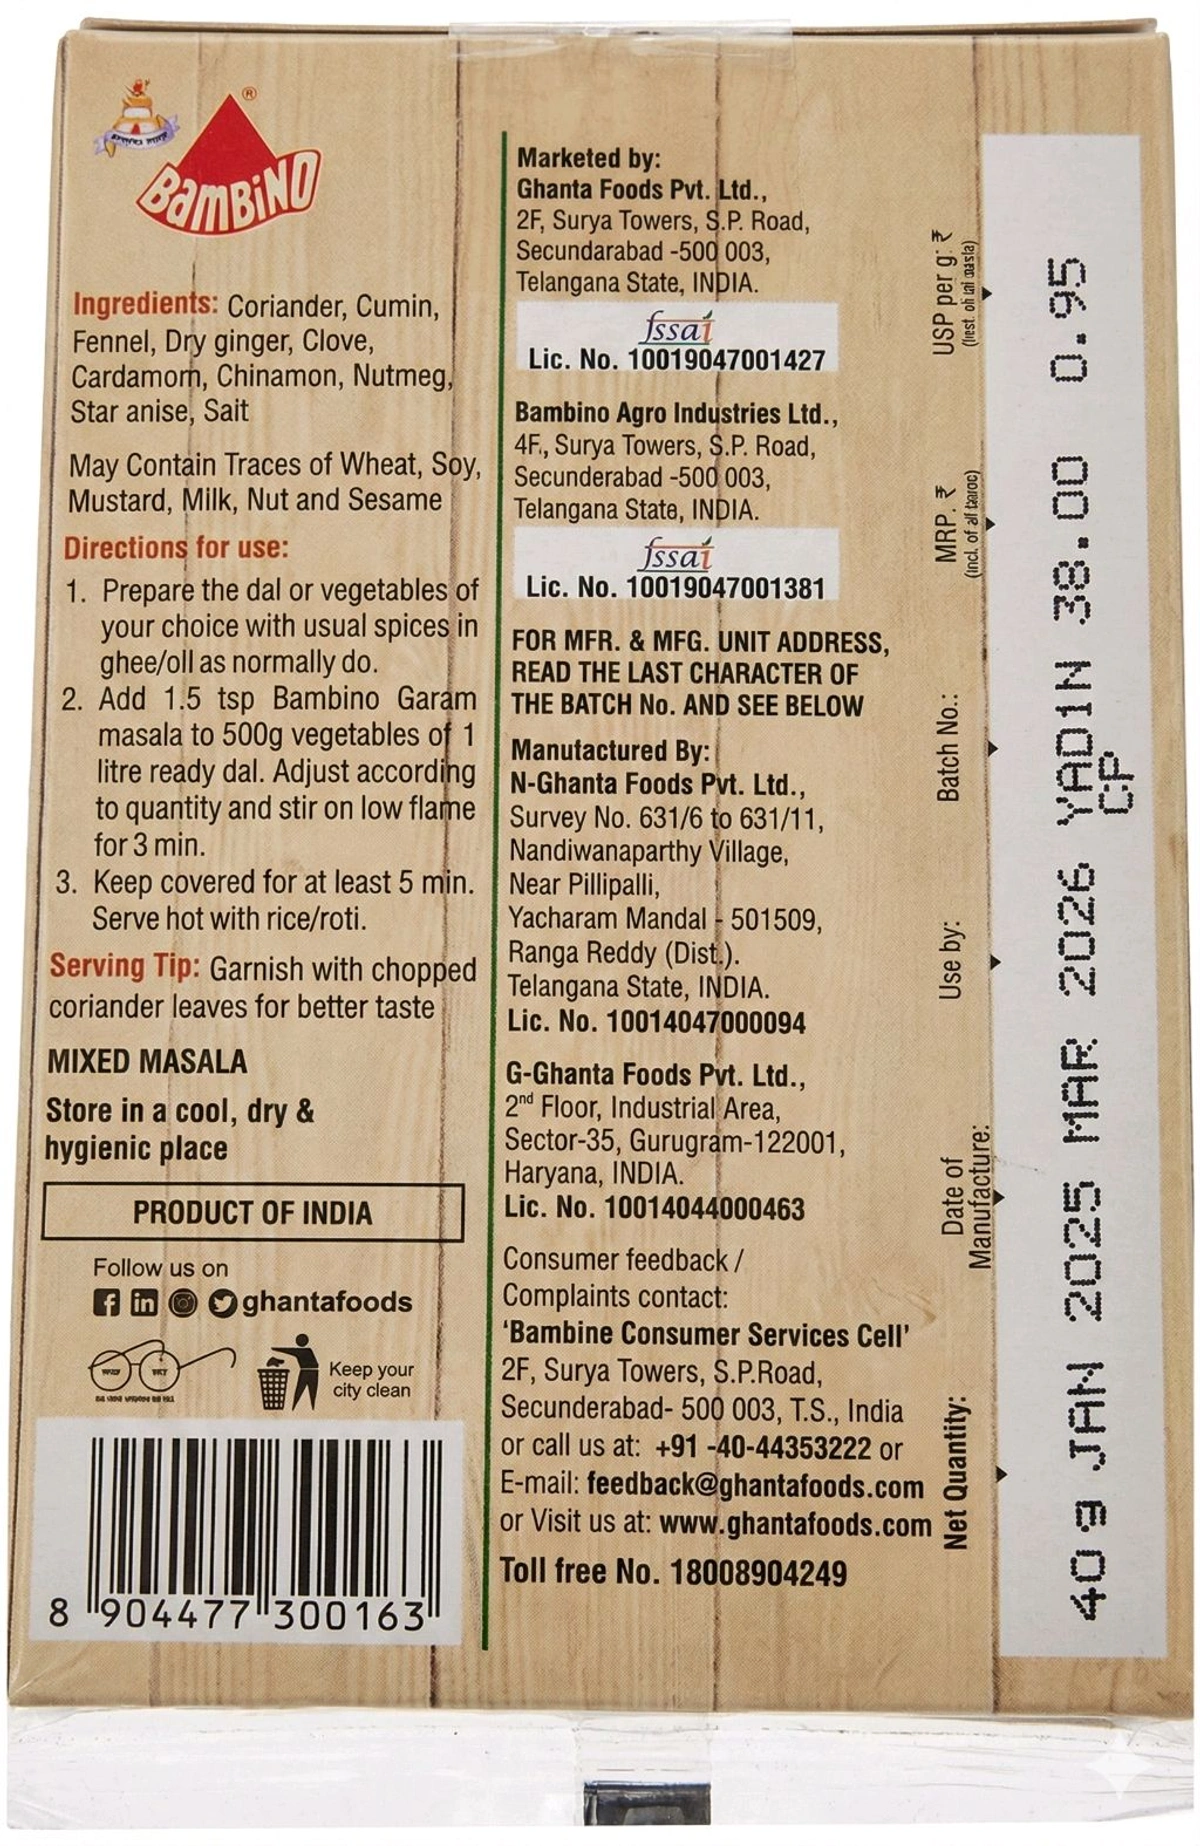 ®
BAMBINO
Ingredients: Coriander, Cumin,
Fennel, Dry ginger, Clove,
Cardamom, Chinamon, Nutmeg,
Star anise, Sait
May Contain Traces of Wheat, Soy,
Mustard, Milk, Nut and Sesame
Directions for use:
1. Prepare the dal or vegetables of
your choice with usual spices in
ghee/oll as normally do.
2. Add 1.5 tsp Bambino Garam
masala to 500g vegetables of 1
litre ready dal. Adjust according
to quantity and stir on low flame
for 3 min.
3. Keep covered for at least 5 min.
Serve hot with rice/roti.
Serving Tip: Garnish with chopped
coriander leaves for better taste
MIXED MASALA
Store in a cool, dry &
hygienic place
PRODUCT OF INDIA
Follow us on
ghantafoods
Keep your
city clean
8 904477 300163
Marketed by:
Ghanta Foods Pvt. Ltd.,
2F, Surya Towers, S.P. Road,
Secundarabad -500 003,
Telangana State, INDIA.
fssai
Lic. No. 10019047001427
Bambino Agro Industries Ltd.,
4F., Surya Towers, S.P. Road,
Secunderabad -500 003,
Telangana State, INDIA.
fssai
Lic. No. 10019047001381
FOR MFR. & MFG. UNIT ADDRESS,
READ THE LAST CHARACTER OF
THE BATCH No. AND SEE BELOW
Manutactured By:
N-Ghanta Foods Pvt. Ltd.,
Survey No. 631/6 to 631/11,
Nandiwanaparthy Village,
Near Pillipalli,
Yacharam Mandal - 501509,
Ranga Reddy (Dist.).
Telangana State, INDIA.
Lic. No. 10014047000094
G-Ghanta Foods Pvt. Ltd.,
2nd Floor, Industrial Area,
Sector-35, Gurugram-122001,
Haryana, INDIA.
Lic. No. 10014044000463
Consumer feedback /
Complaints contact:
'Bambine Consumer Services Cell'
2F, Surya Towers, S.P.Road,
Secunderabad- 500 003, T.S., India
or call us at: +91 -40-44353222 or
E-mail: feedback@ghantafoods.com
or Visit us at: www.ghantafoods.com
Toll free No. 18008904249
Net Quantity:
40 g
Date of
Manufacture:
JAN 2025
Use by:
MAR 2026
Batch No.:
YAD1N
CP
MRP. ₹
(incl. of all
38.00
USP per g: ₹
0.95